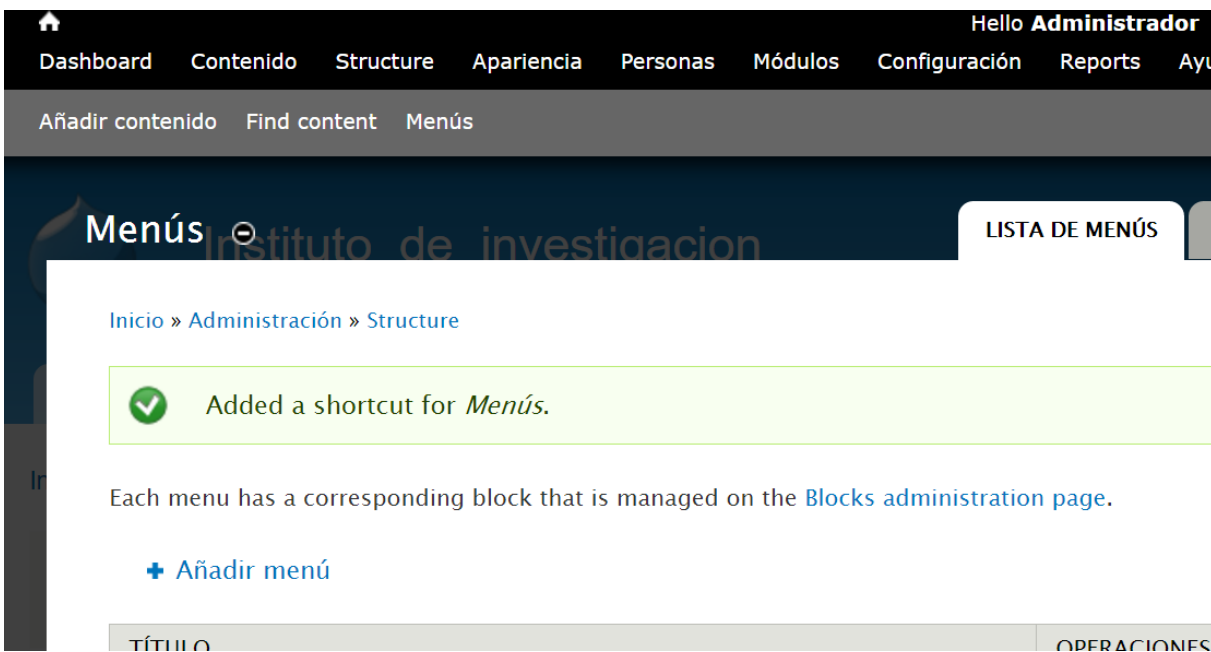 Hello Administrador
Dashboard Contenido Structure Apariencia Personas Módulos Configuración Reports
Añadir contenido Find content Menús
Menús
Instituto de investigacion
LISTA DE MENÚS
Inicio » Administración » Structure
Added a shortcut for Menús.
Each menu has a corresponding block that is managed on the Blocks administration page.
Añadir menú
TÍTULO OPERACIONES